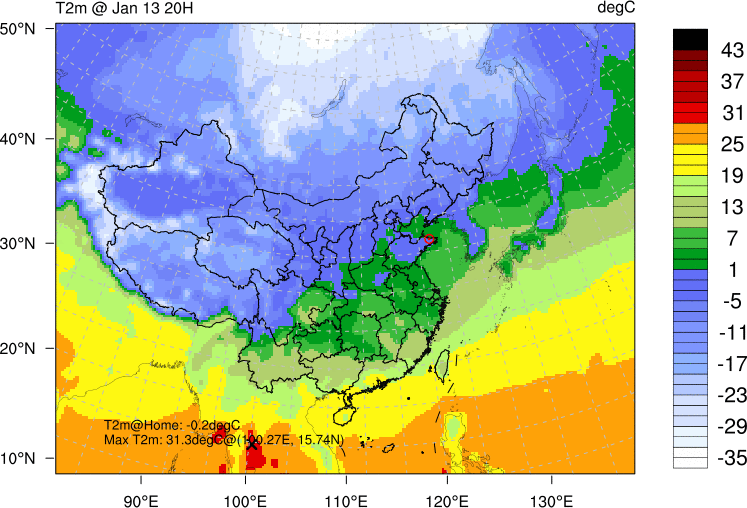 T2m @ Jan 13 20H
degC
50°N
40°N
30°N
20°N
10°N
T2m@Home: -0.2degC
Max T2m: 31.3degC@(100.27E, 15.74N)
90°E 100°E 110°E 120°E 130°E
43
37
31
25
19
13
7
1
-5
-11
-17
-23
-29
-35